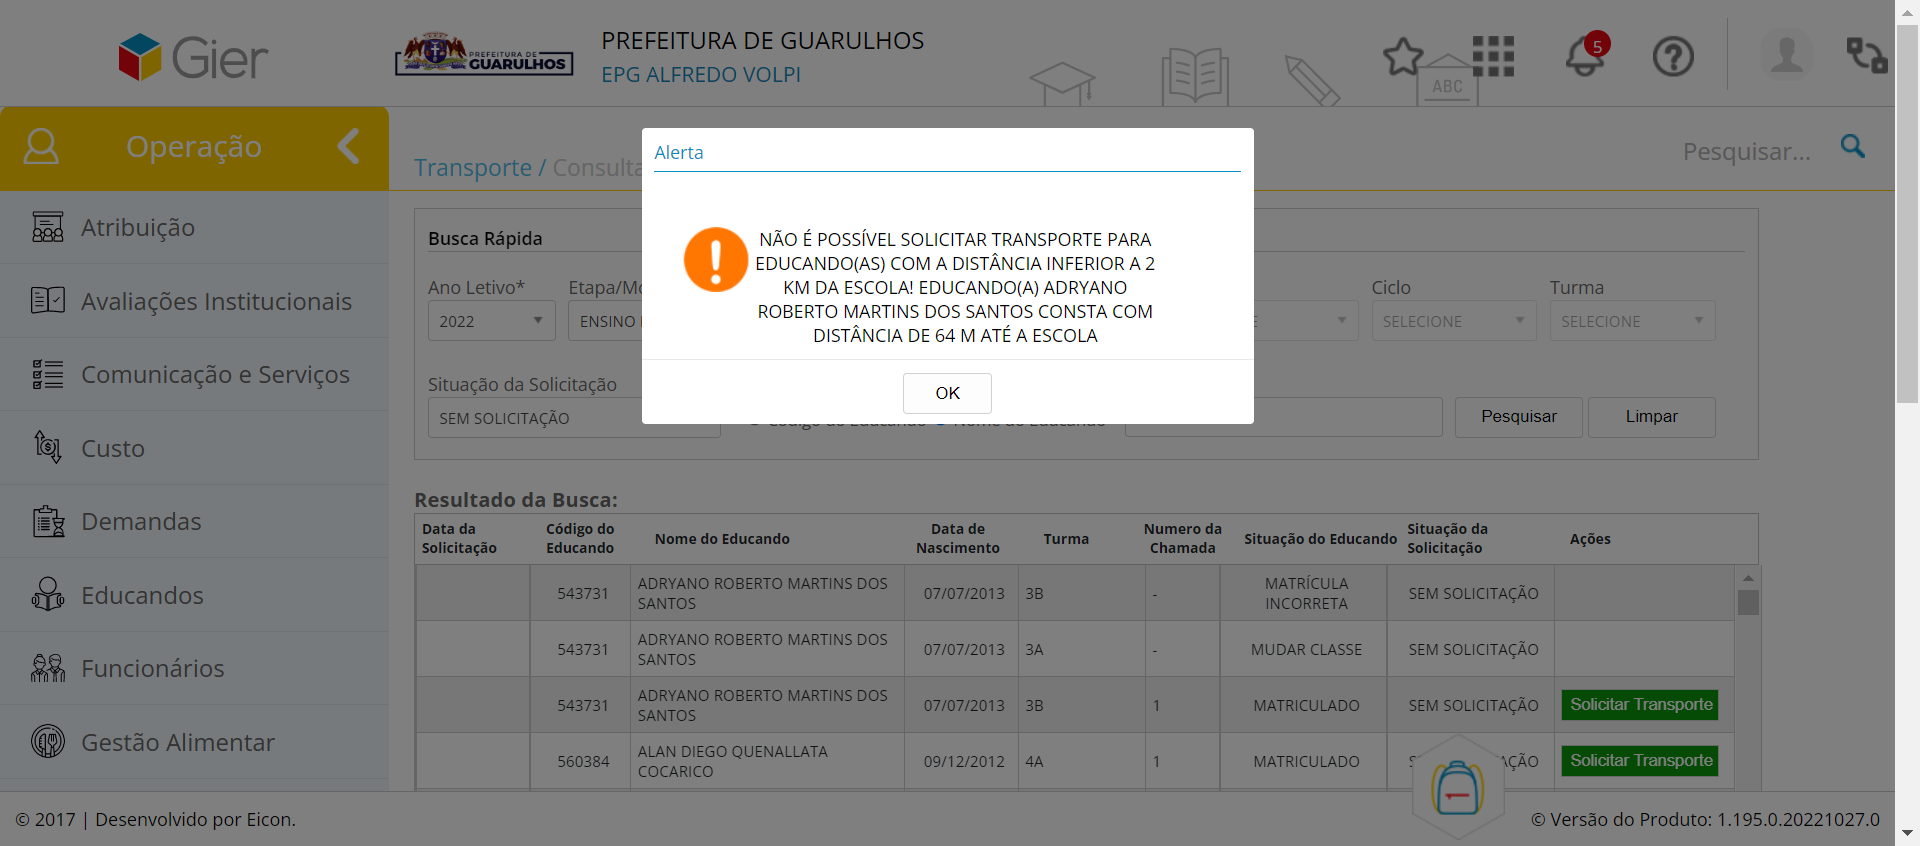 Gier
PREFEITURA DE
GUARULHOS
PREFEITURA DE GUARULHOS
EPG ALFREDO VOLPI
ABC
5
Operação
Transporte / Consulta
Pesquisar...
Alerta
NÃO É POSSÍVEL SOLICITAR TRANSPORTE PARA
EDUCANDO(AS) COM A DISTÂNCIA INFERIOR A 2
KM DA ESCOLA! EDUCANDO(A) ADRYANO
ROBERTO MARTINS DOS SANTOS CONSTA COM
DISTÂNCIA DE 64 M ATÉ A ESCOLA
OK
Atribuição
Avaliações Institucionais
Comunicação e Serviços
Custo
Demandas
Educandos
Funcionários
Gestão Alimentar
Busca Rápida
Ano Letivo* Etapa/Mo Ciclo Turma
2022 ENSINO SELECIONE SELECIONE
Situação da Solicitação
SEM SOLICITAÇÃO Código do Educando Nome do Educando Pesquisar Limpar
Resultado da Busca:
Data da Solicitação Código do Educando Nome do Educando Data de Nascimento Turma Numero da Chamada Situação do Educando Situação da Solicitação Ações
543731 ADRYANO ROBERTO MARTINS DOS SANTOS 07/07/2013 3B - MATRÍCULA INCORRETA SEM SOLICITAÇÃO
543731 ADRYANO ROBERTO MARTINS DOS SANTOS 07/07/2013 3A - MUDAR CLASSE SEM SOLICITAÇÃO
543731 ADRYANO ROBERTO MARTINS DOS SANTOS 07/07/2013 3B 1 MATRICULADO SEM SOLICITAÇÃO Solicitar Transporte
560384 ALAN DIEGO QUENALLATA COCARICO 09/12/2012 4A 1 MATRICULADO Solicitar Transporte
© 2017 | Desenvolvido por Eicon.
© Versão do Produto: 1.195.0.20221027.0